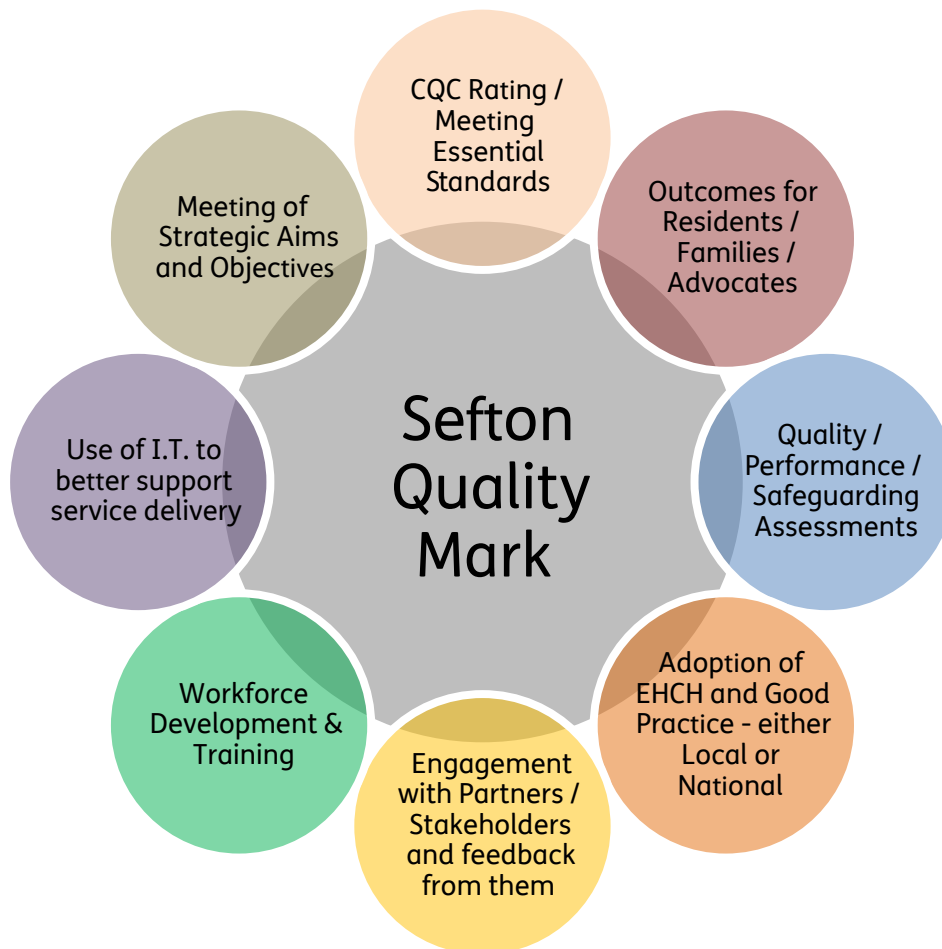 CQC Rating /
Meeting
Essential
Standards
Outcomes for
Residents /
Families /
Advocates
Quality /
Performance /
Safeguarding
Assessments
Adoption of
EHCH and Good
Practice - either
Local or
National
Engagement
with Partners /
Stakeholders
and feedback
from them
Workforce
Development &
Training
Use of I.T. to
better support
service delivery
Meeting of
Strategic Aims
and Objectives
Sefton
Quality
Mark